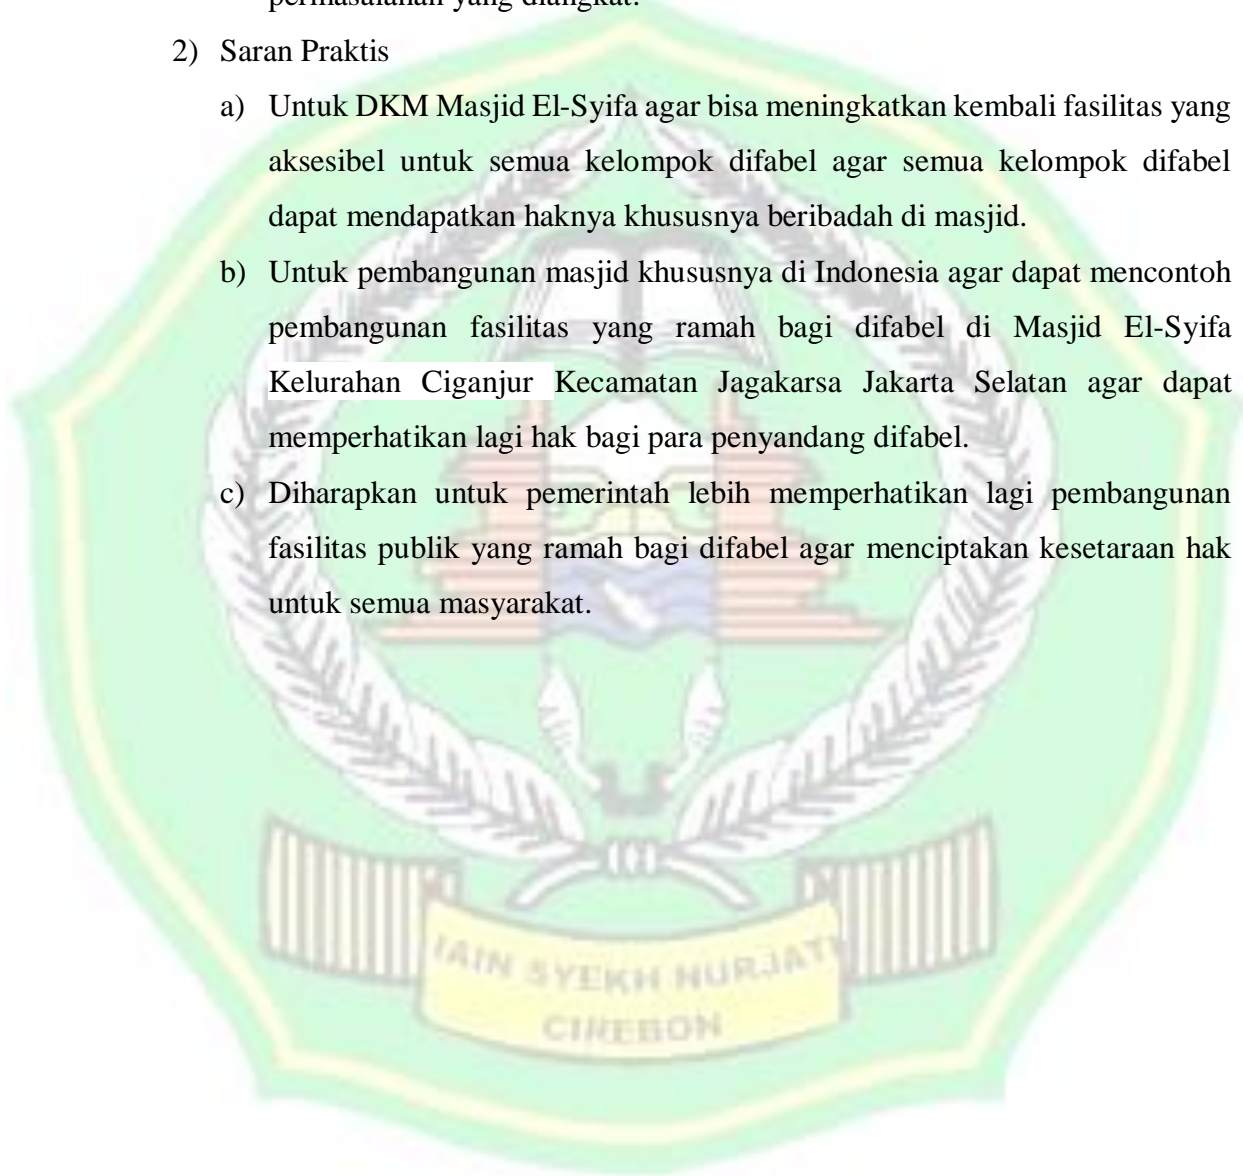 permasalahan yang diangkat.
2) Saran Praktis
a) Untuk DKM Masjid El-Syifa agar bisa meningkatkan kembali fasilitas yang
aksesibel untuk semua kelompok difabel agar semua kelompok difabel
dapat mendapatkan haknya khususnya beribadah di masjid.
b) Untuk pembangunan masjid khususnya di Indonesia agar dapat mencontoh
pembangunan fasilitas yang ramah bagi difabel di Masjid El-Syifa
Kelurahan Ciganjur Kecamatan Jagakarsa Jakarta Selatan agar dapat
memperhatikan lagi hak bagi para penyandang difabel.
c) Diharapkan untuk pemerintah lebih memperhatikan lagi pembangunan
fasilitas publik yang ramah bagi difabel agar menciptakan kesetaraan hak
untuk semua masyarakat.
IAIN SYEKH NURJATI
CIREBON